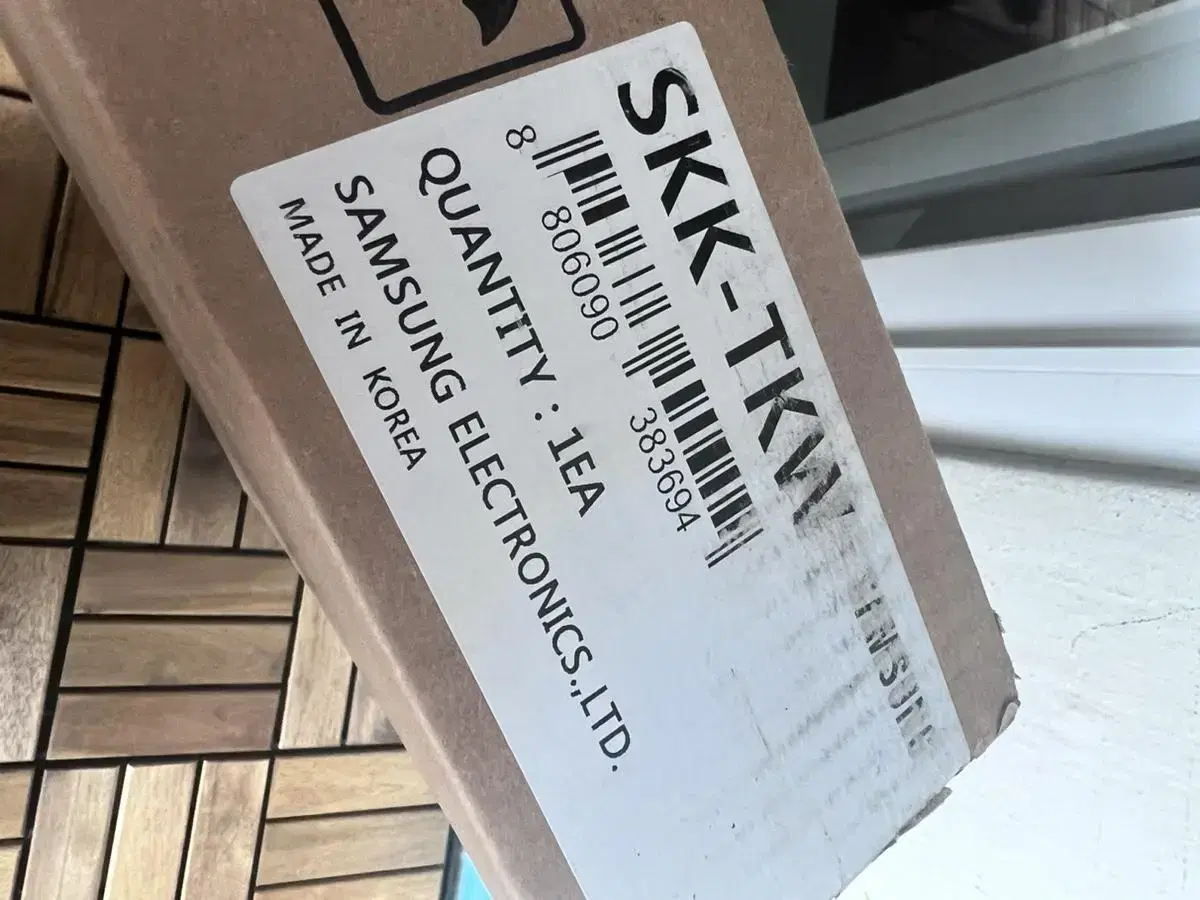 SKK-TKW
8 806090 383694
QUANTITY : 1EA
SAMSUNG ELECTRONICS.,LTD.
MADE IN KOREA